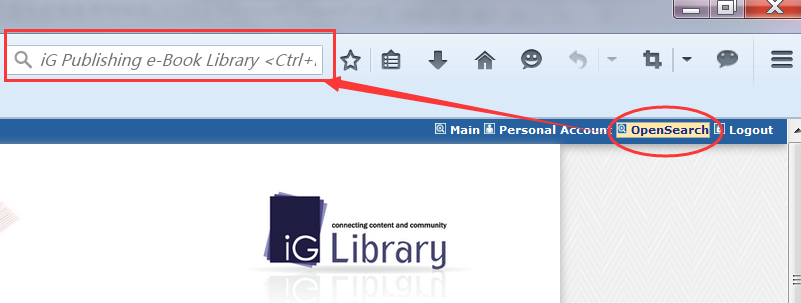 iG Publishing e-Book Library <Ctrl+
Main Personal Account OpenSearch Logout
connecting content and community
iG Library